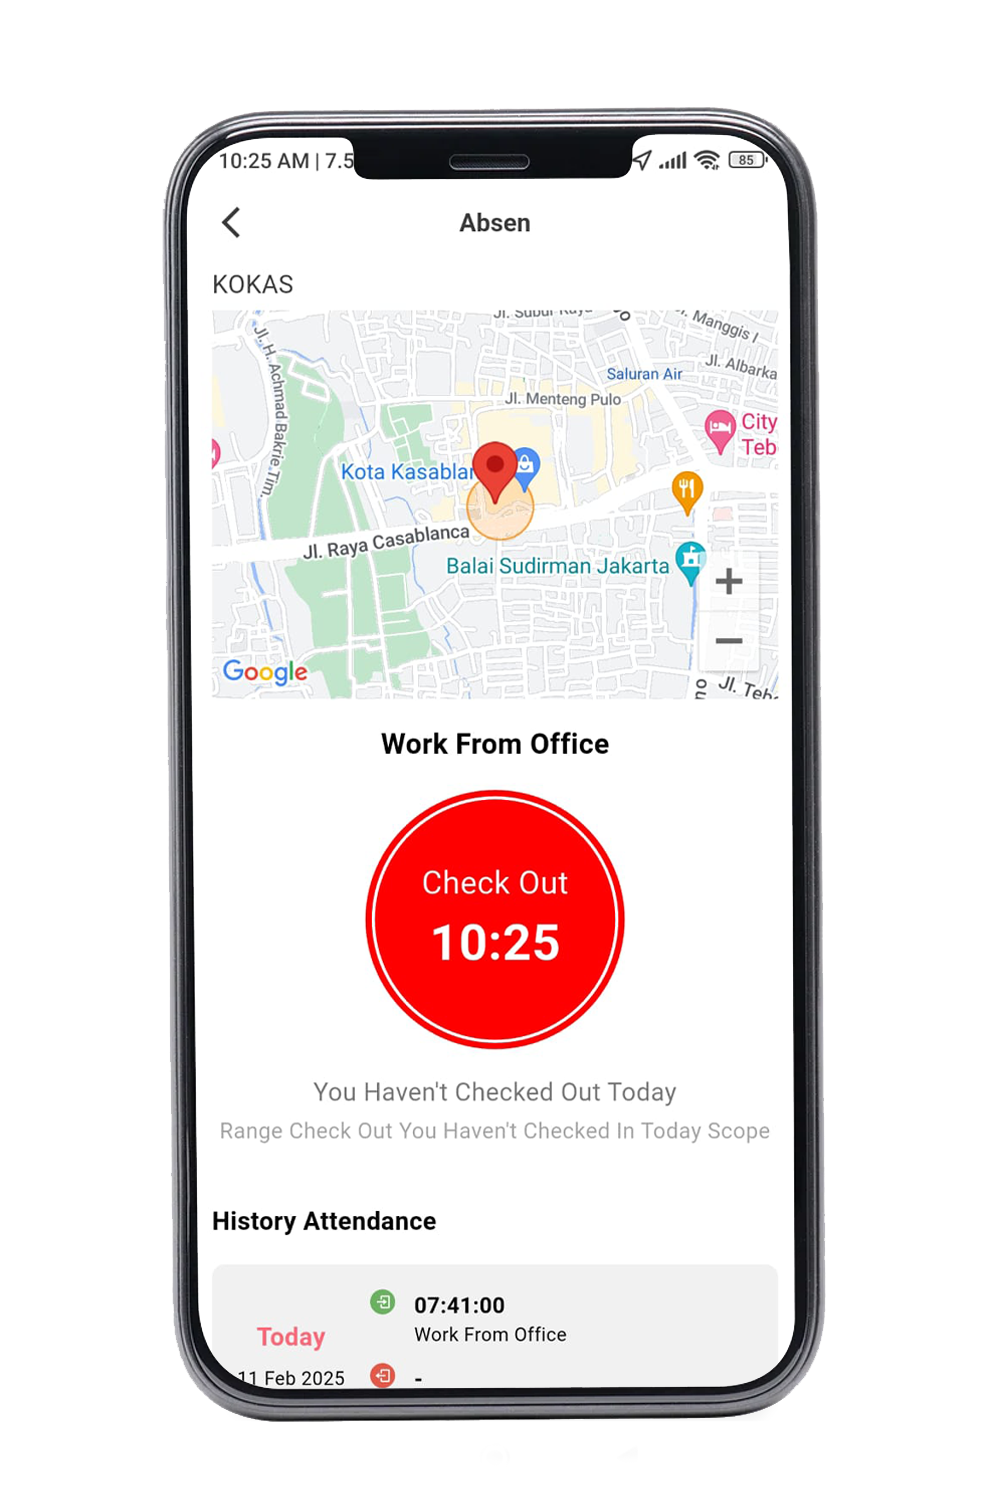 10:25 AM | 7.5
85
Absen
KOKAS
Jl. Subur Raya
Jl. Manggis I
Jl. H. Achmad Bakrie Tim.
Saluran Air
Jl. Albarka
Jl. Menteng Pulo
City
Teb
Kota Kasablan
Jl. Raya Casablanca
Balai Sudirman Jakarta
+
−
Google
Jl. Teb
Work From Office
Check Out
10:25
You Haven't Checked Out Today
Range Check Out You Haven't Checked In Today Scope
History Attendance
07:41:00
Today
Work From Office
11 Feb 2025
-